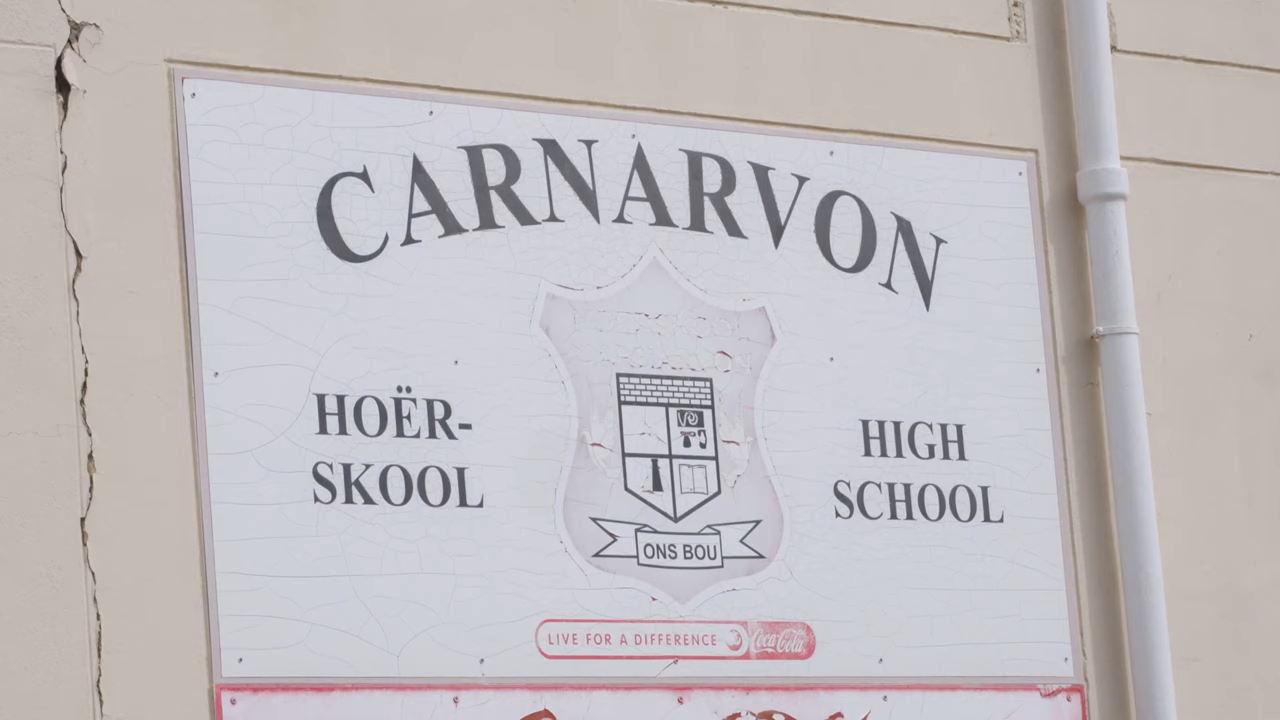 CARNARVON
HOËR-
SKOOL
HIGH
SCHOOL
ONS BOU
LIVE FOR A DIFFERENCE
Coca-Cola